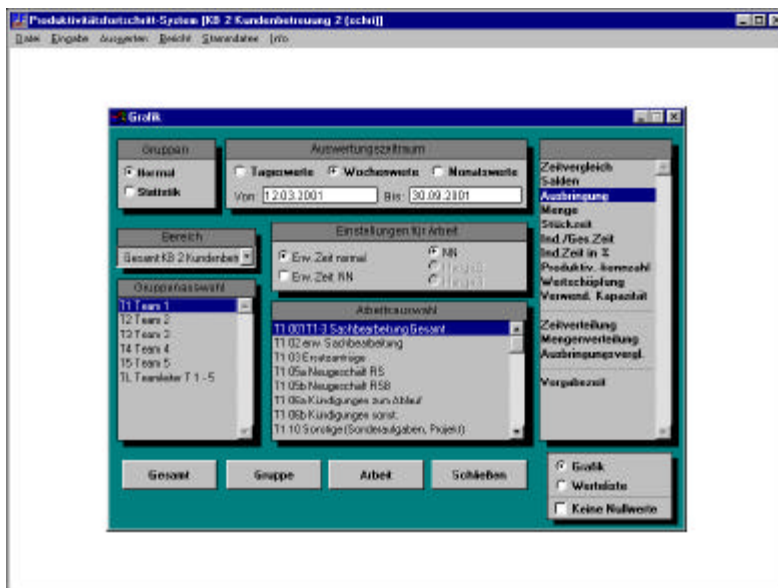 Produktivitätsfortschritt-System [KB 2 Kundenbetreuung 2 (schri)]
Datei Eingabe Auswerten Bericht Stammdaten Info
Grafik
Gruppen
Normal
Statistik
Auswertungszeitraum
Tageswerte Wochenwerte Monatswerte
Von: 12.03.2001 Bis: 30.09.2001
Bereich
Gesamt KB 2 Kundenbetr
Einstellungen für Arbeit
Erw. Zeit normal
Erw. Zeit NN
NN
Gruppenauswahl
T1 Team 1
T2 Team 2
T3 Team 3
T4 Team 4
T5 Team 5
TL Teamleiter T 1 - 5
Arbeitsauswahl
T1 00 T1-3 Sachbearbeitung Gesamt
T1 02 erw. Sachbearbeitung
T1 03 Ersatzanträge
T1 05a Neugeschäft RS
T1 05b Neugeschäft RSB
T1 06a Kündigungen zum Ablauf
T1 06b Kündigungen sonst.
T1 10 Sonstige (Sonderaufgaben, Projekt)
Zeitvergleich
Salden
Ausbringung
Menge
Stückzeit
Ind./Ges.Zeit
Ind.Zeit in %
Produktiv.-kennzahl
Wertschöpfung
Verwend. Kapazität
Zeitverteilung
Mengenverteilung
Ausbringungsvergl.
Vorgabezeit
Gesamt Gruppe Arbeit Schließen
Grafik
Werteliste
Keine Nullwerte